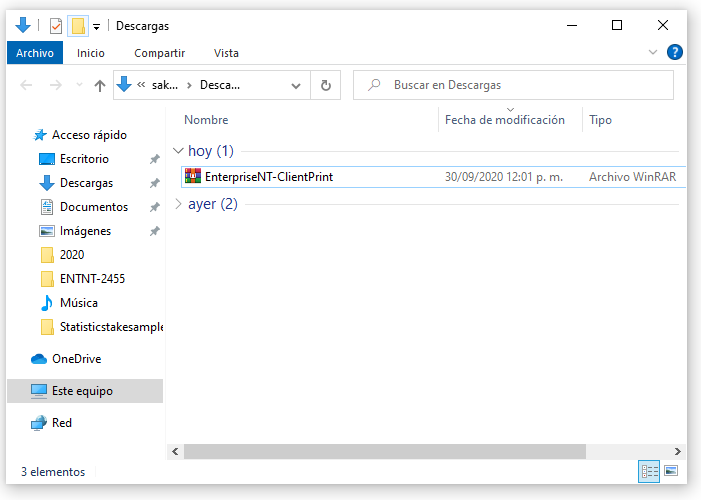 Descargas
Archivo Inicio Compartir Vista
« sak... › Desca...
Buscar en Descargas
Nombre Fecha de modificación Tipo
hoy (1)
EnterpriseNT-ClientPrint 30/09/2020 12:01 p. m. Archivo WinRAR
ayer (2)
Acceso rápido
Escritorio
Descargas
Documentos
Imágenes
2020
ENTNT-2455
Música
Statisticstakesample
OneDrive
Este equipo
Red
3 elementos